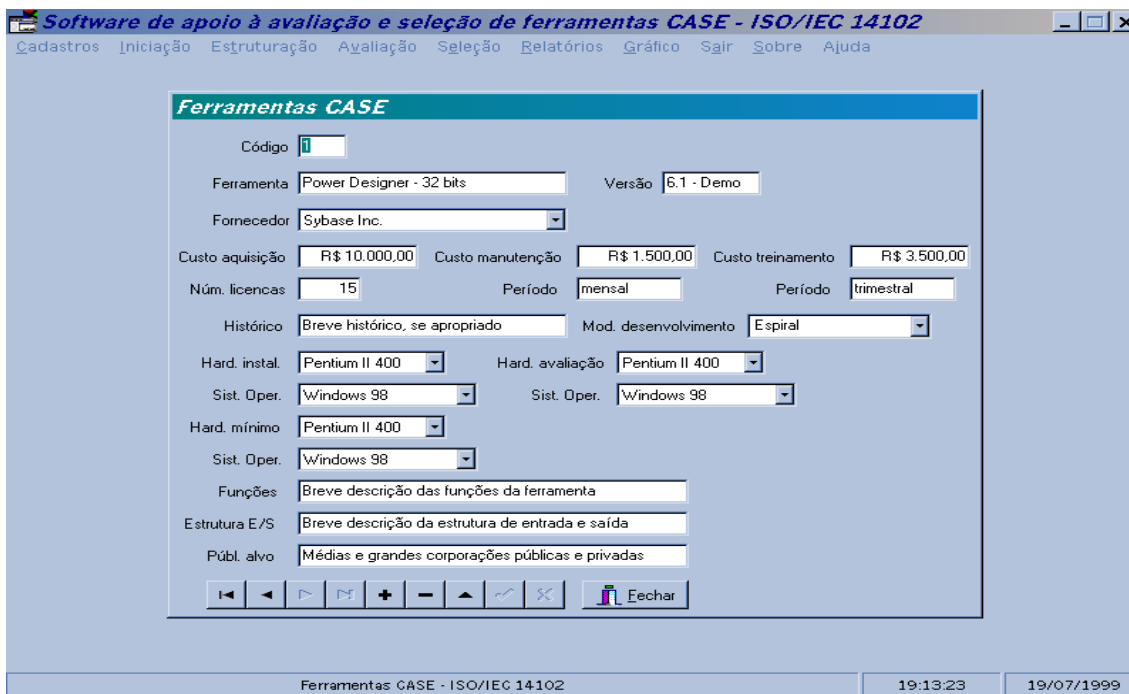 Software de apoio à avaliação e seleção de ferramentas CASE - ISO/IEC 14102
Cadastros Iniciação Estruturação Avaliação Seleção Relatórios Gráfico Sair Sobre Ajuda
Ferramentas CASE
Código 1
Ferramenta Power Designer - 32 bits Versão 6.1 - Demo
Fornecedor Sybase Inc.
Custo aquisição R$ 10.000,00 Custo manutenção R$ 1.500,00 Custo treinamento R$ 3.500,00
Núm. licencas 15 Período mensal Período trimestral
Histórico Breve histórico, se apropriado Mod. desenvolvimento Espiral
Hard. instal. Pentium II 400 Hard. avaliação Pentium II 400
Sist. Oper. Windows 98 Sist. Oper. Windows 98
Hard. mínimo Pentium II 400
Sist. Oper. Windows 98
Funções Breve descrição das funções da ferramenta
Estrutura E/S Breve descrição da estrutura de entrada e saída
Públ. alvo Médias e grandes corporações públicas e privadas
Fechar
Ferramentas CASE - ISO/IEC 14102 19:13:23 19/07/1999